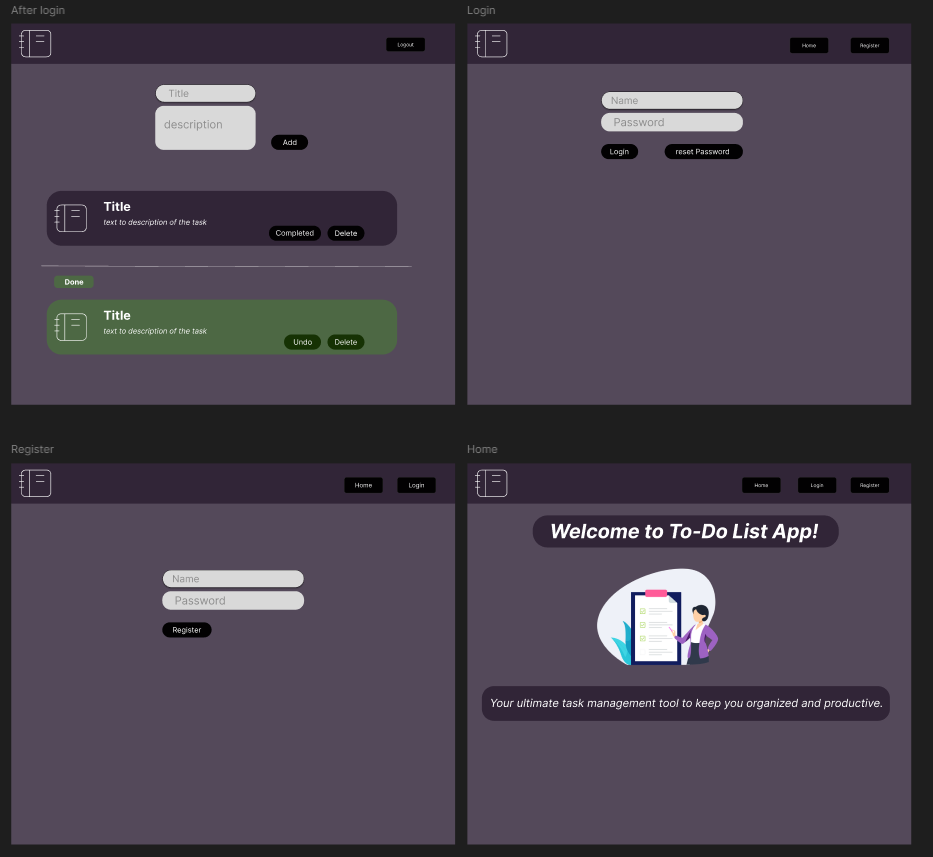 After login
Logout
Title
description
Add
Title
text to description of the task
Completed
Delete
Done
Title
text to description of the task
Undo
Delete
Login
Home
Register
Name
Password
Login
reset Password
Register
Home
Login
Name
Password
Register
Home
Home
Login
Register
Welcome to To-Do List App!
Your ultimate task management tool to keep you organized and productive.